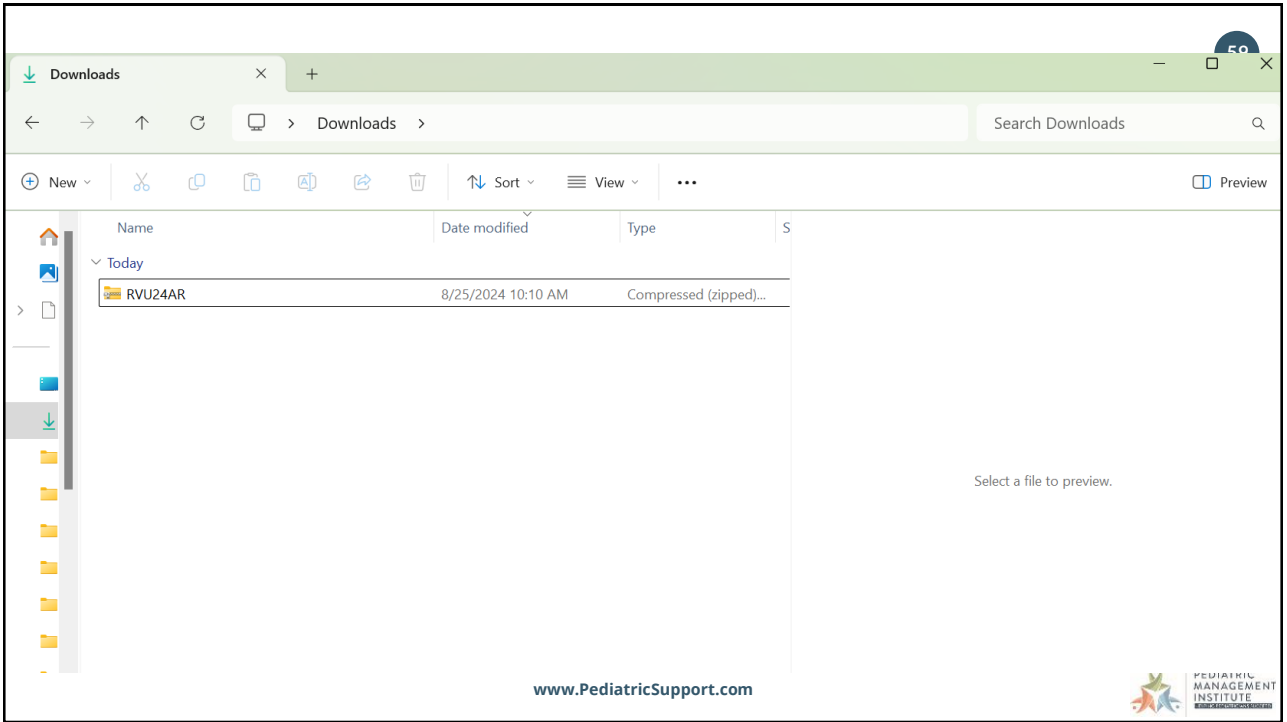 59
Downloads
Downloads
Search Downloads
New
Sort
View
Preview
Name
Date modified
Type
S
Today
RVU24AR
8/25/2024 10:10 AM
Compressed (zipped)...
Select a file to preview.
www.PediatricSupport.com
PEDIATRIC
MANAGEMENT
INSTITUTE